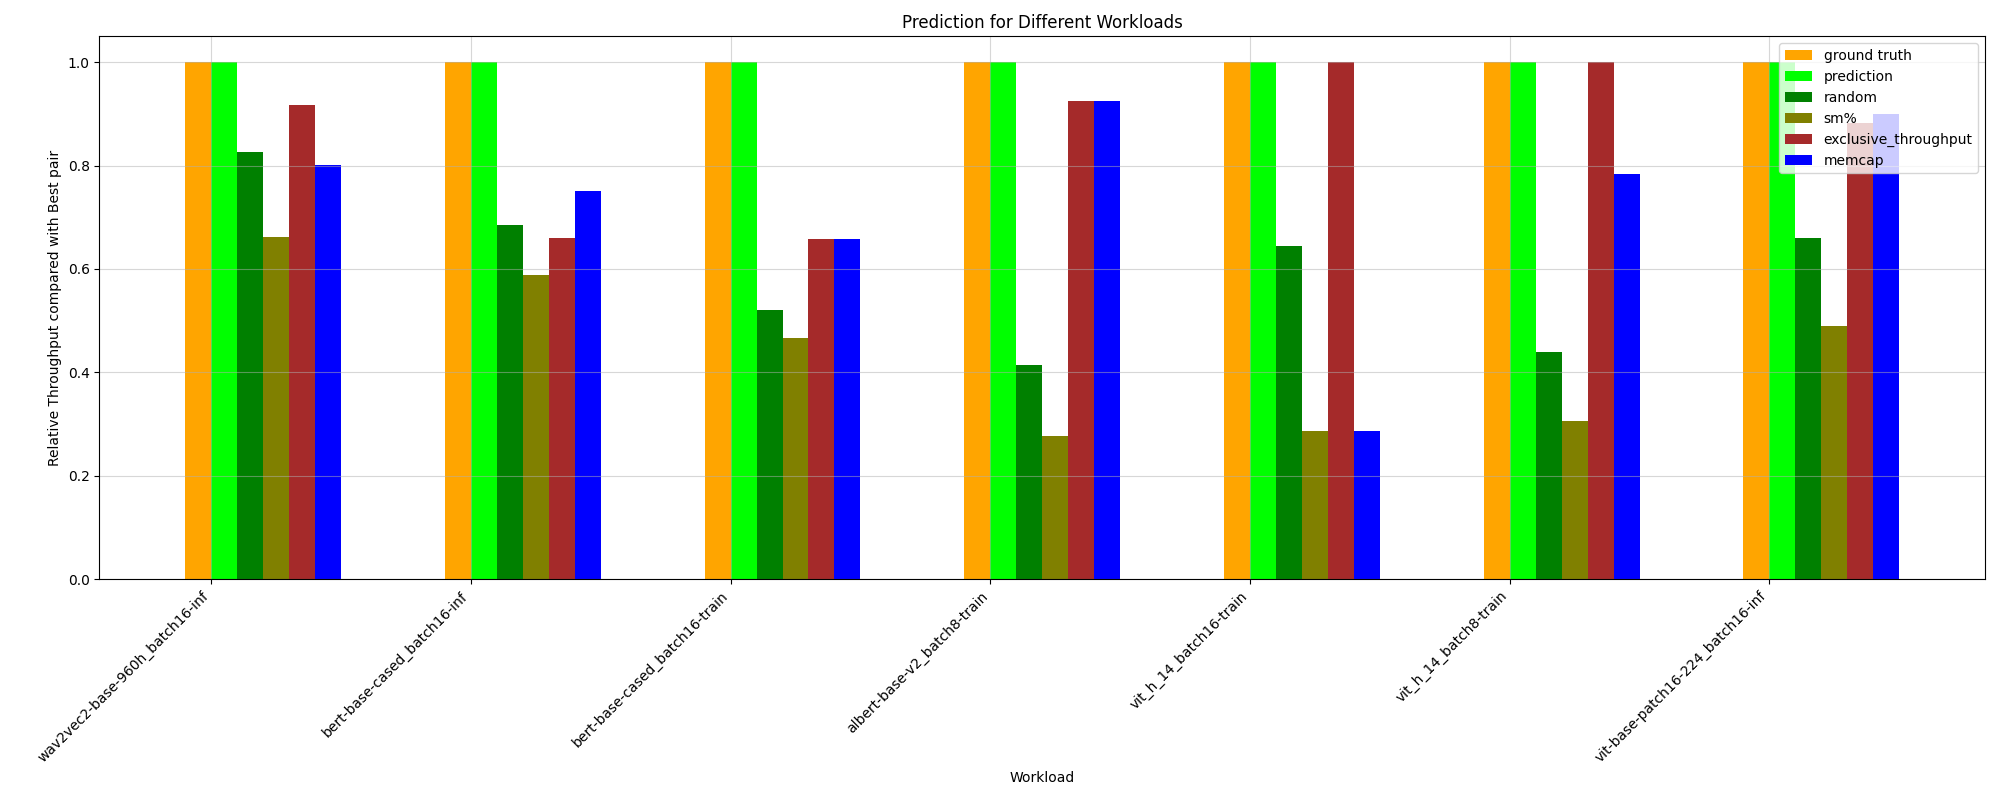 Prediction for Different Workloads
Relative Throughput compared with Best pair
1.0
0.8
0.6
0.4
0.2
0.0
ground truth
prediction
random
sm%
exclusive_throughput
memcap
wav2vec2-base-960h_batch16-inf
bert-base-cased_batch16-inf
bert-base-cased_batch16-train
albert-base-v2_batch8-train
vit_h_14_batch16-train
vit_h_14_batch8-train
vit-base-patch16-224_batch16-inf
Workload